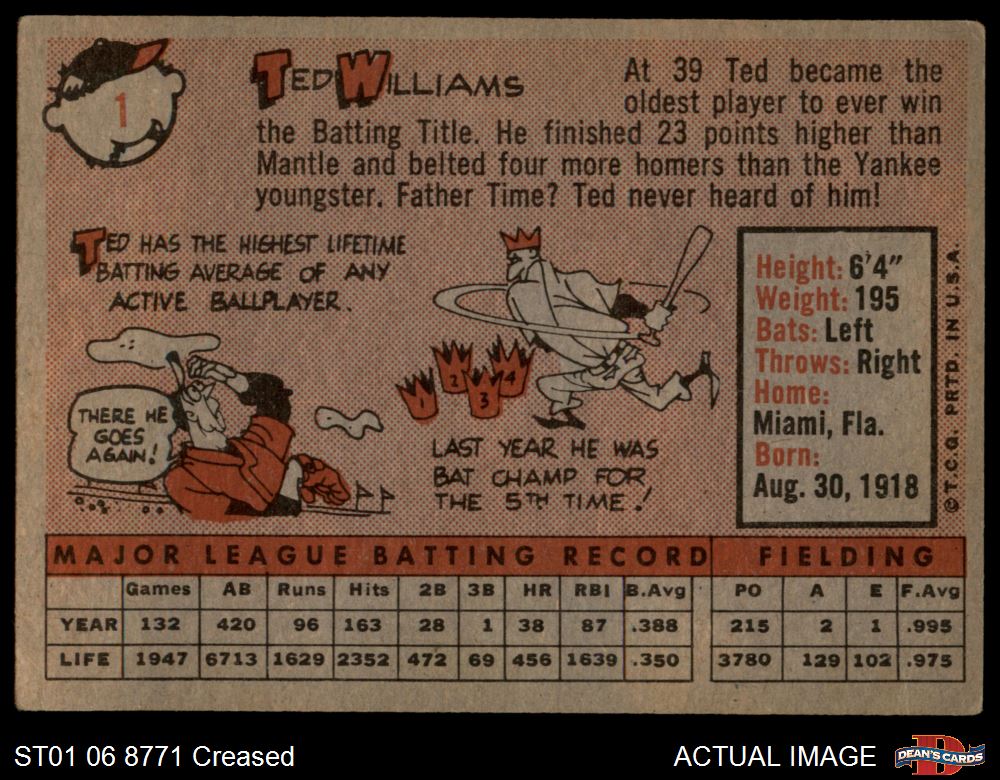 1
TED WILLIAMS
At 39 Ted became the
oldest player to ever win
the Batting Title. He finished 23 points higher than
Mantle and belted four more homers than the Yankee
youngster. Father Time? Ted never heard of him!
TED HAS THE HIGHEST LIFETIME
BATTING AVERAGE OF ANY
ACTIVE BALLPLAYER.
THERE HE
GOES
AGAIN!
1 2 3 4
LAST YEAR HE WAS
BAT CHAMP FOR
THE 5TH TIME!
Height: 6'4"
Weight: 195
Bats: Left
Throws: Right
Home:
Miami, Fla.
Born:
Aug. 30, 1918
©T.C.G. PRTD. IN U.S.A.
MAJOR LEAGUE BATTING RECORD FIELDING
Games AB Runs Hits 2B 3B HR RBI B.Avg PO A E F.Avg
YEAR 132 420 96 163 28 1 38 87 .388 215 2 1 .995
LIFE 1947 6713 1629 2352 472 69 456 1639 .350 3780 129 102 .975
ST01 06 8771 Creased
ACTUAL IMAGE
DEAN'S CARDS